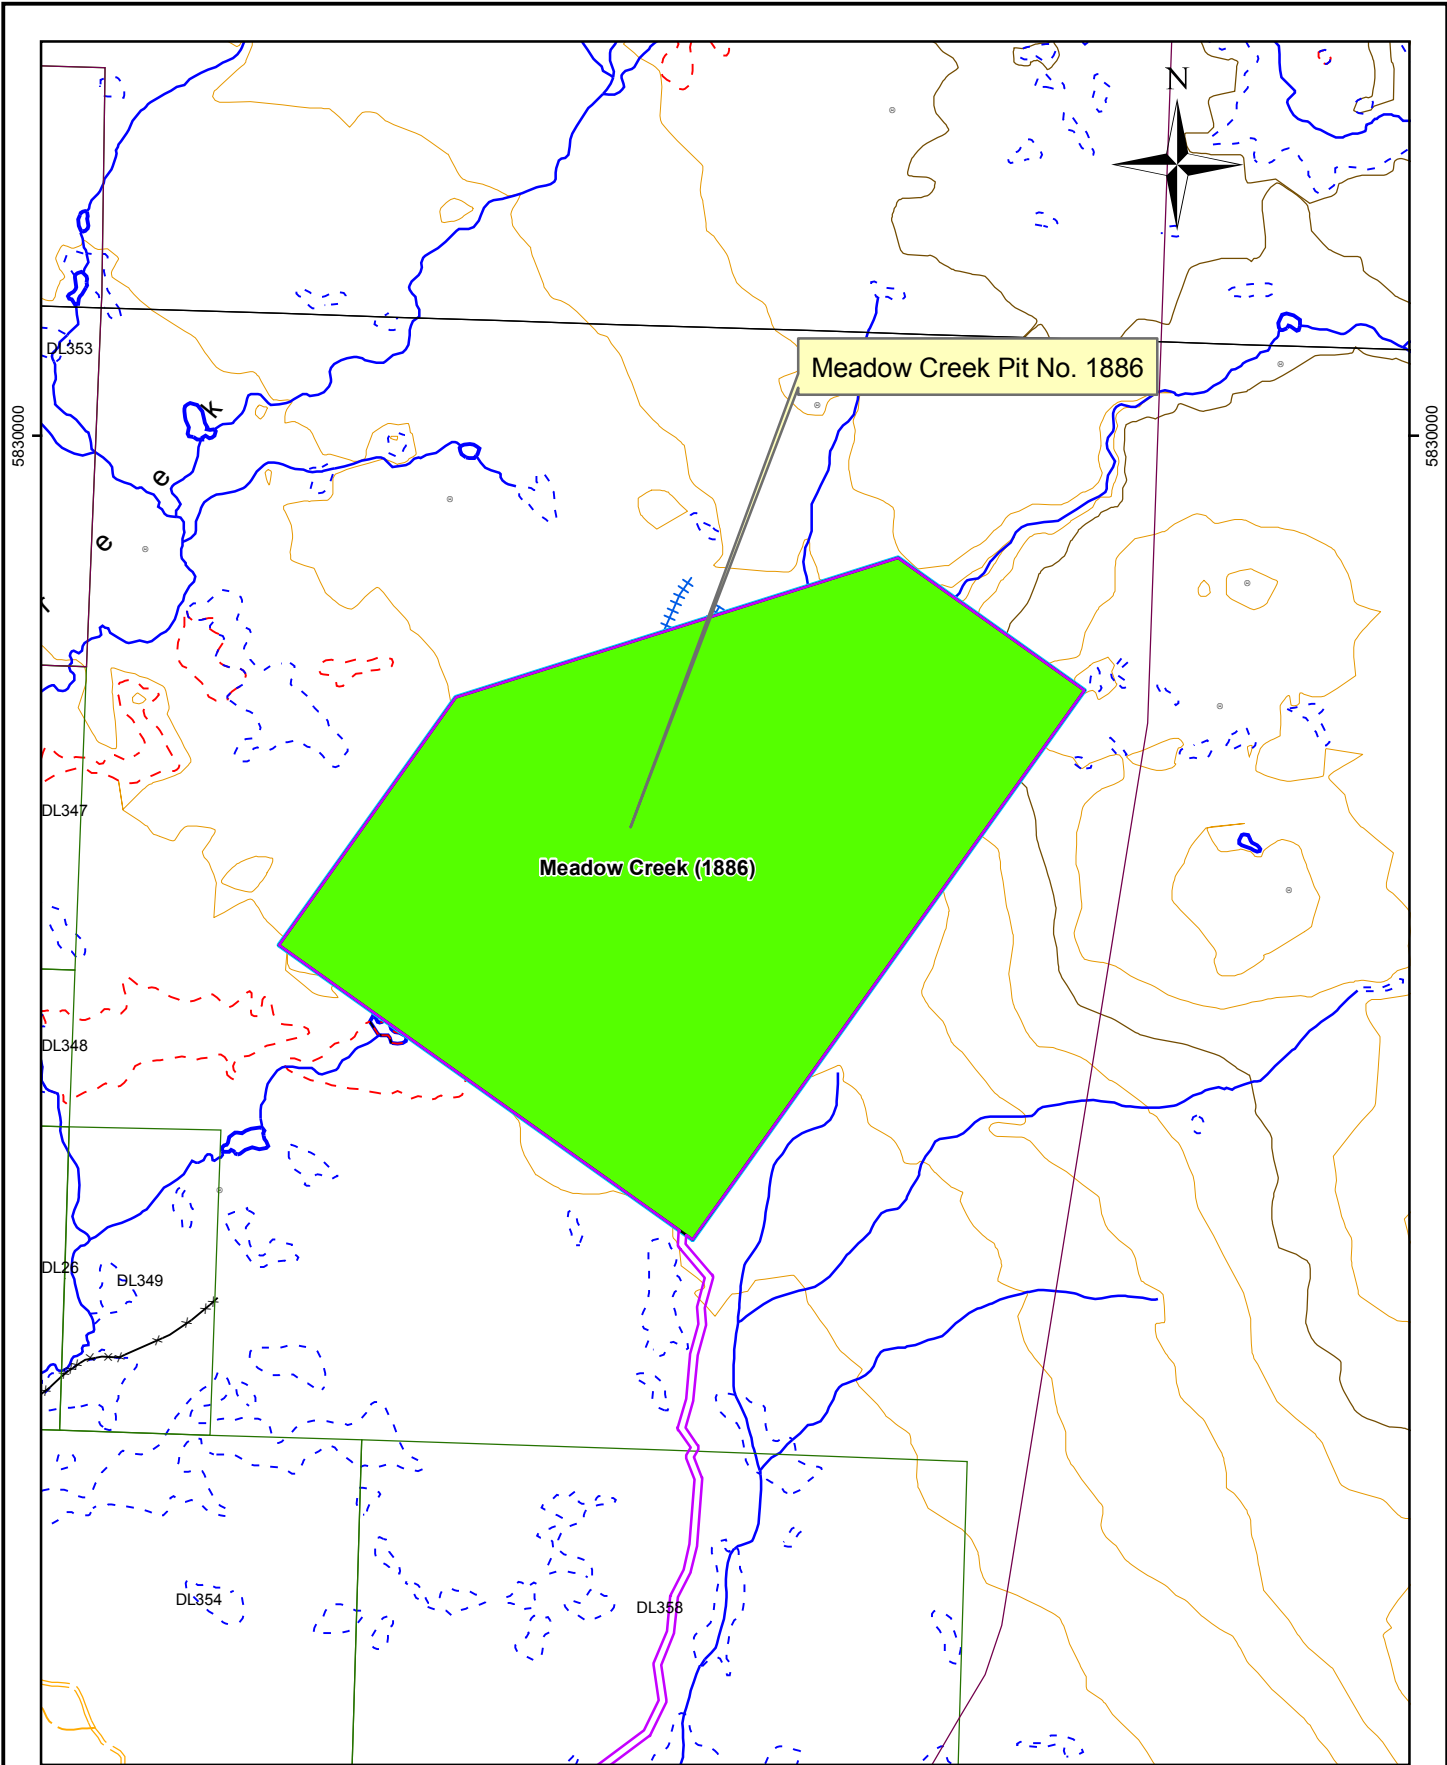 N
DL353
Meadow Creek Pit No. 1886
5830000
5830000
k
e
e
r
DL347
Meadow Creek (1886)
DL348
DL26
DL349
DL354
DL358